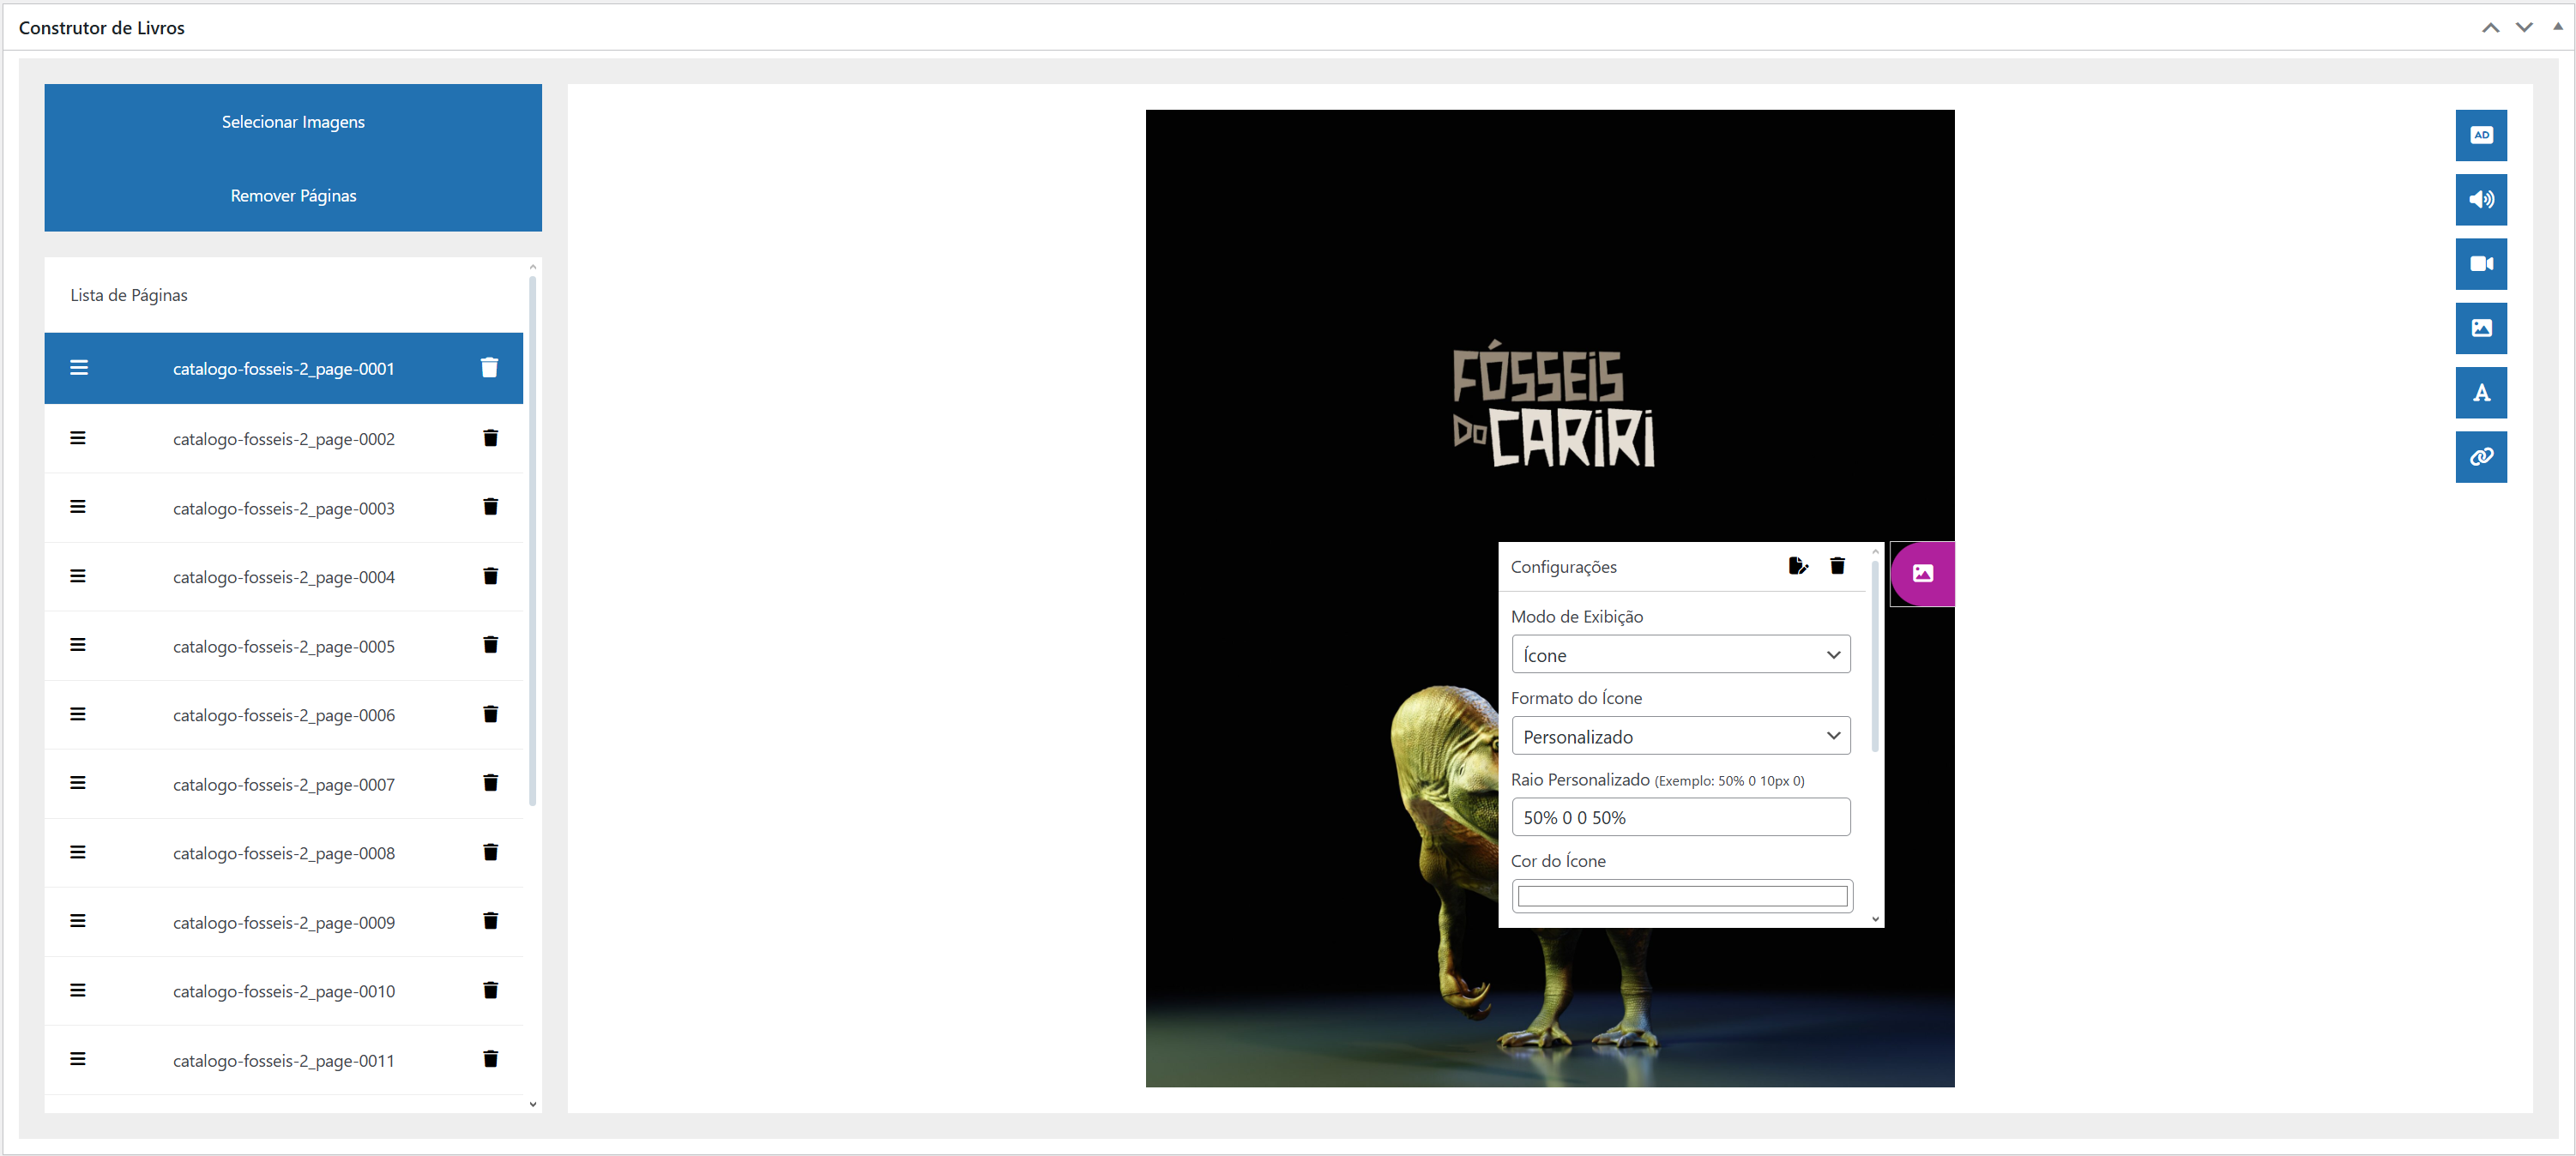 Construtor de Livros
Selecionar Imagens
Remover Páginas
Lista de Páginas
catalogo-fosseis-2_page-0001
catalogo-fosseis-2_page-0002
catalogo-fosseis-2_page-0003
catalogo-fosseis-2_page-0004
catalogo-fosseis-2_page-0005
catalogo-fosseis-2_page-0006
catalogo-fosseis-2_page-0007
catalogo-fosseis-2_page-0008
catalogo-fosseis-2_page-0009
catalogo-fosseis-2_page-0010
catalogo-fosseis-2_page-0011
FÓSSEIS
DO CARIRI
Configurações
Modo de Exibição
Ícone
Formato do Ícone
Personalizado
Raio Personalizado (Exemplo: 50% 0 10px 0)
50% 0 0 50%
Cor do Ícone
AD